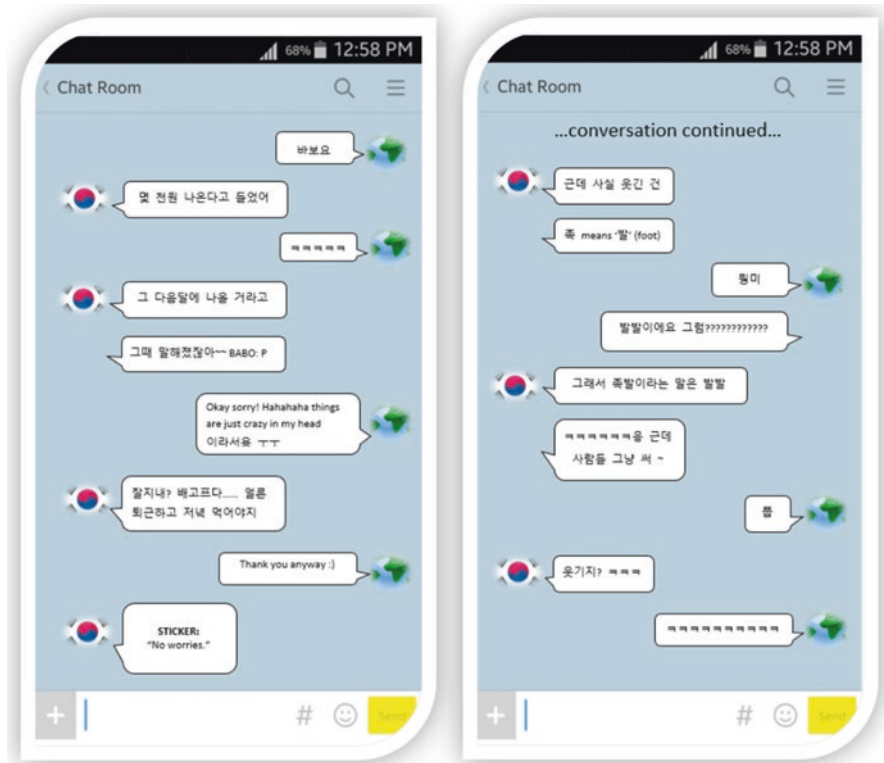 68% 12:58 PM
Chat Room
바보요
몇 천원 나온다고 들었어
ㅋㅋㅋㅋㅋ
그 다음달에 나올 거라고
그때 말해졌잖아~~ BABO: P
Okay sorry! Hahahaha things
are just crazy in my head
이라서용 ㅜㅜ
잘지내? 배고프다...... 얼른
퇴근하고 저녁 먹어야지
Thank you anyway :)
STICKER:
"No worries."
+ # Send
68% 12:58 PM
Chat Room
...conversation continued...
근데 사실 웃긴 건
족 means '발' (foot)
뭥미
발발이에요 그럼????????????
그래서 족발이라는 말은 발발
ㅋㅋㅋㅋㅋㅋ웅 근데
사람들 그냥 써 ~
쯥
웃기지? ㅋㅋㅋ
ㅋㅋㅋㅋㅋㅋㅋㅋㅋㅋ
+ # Send